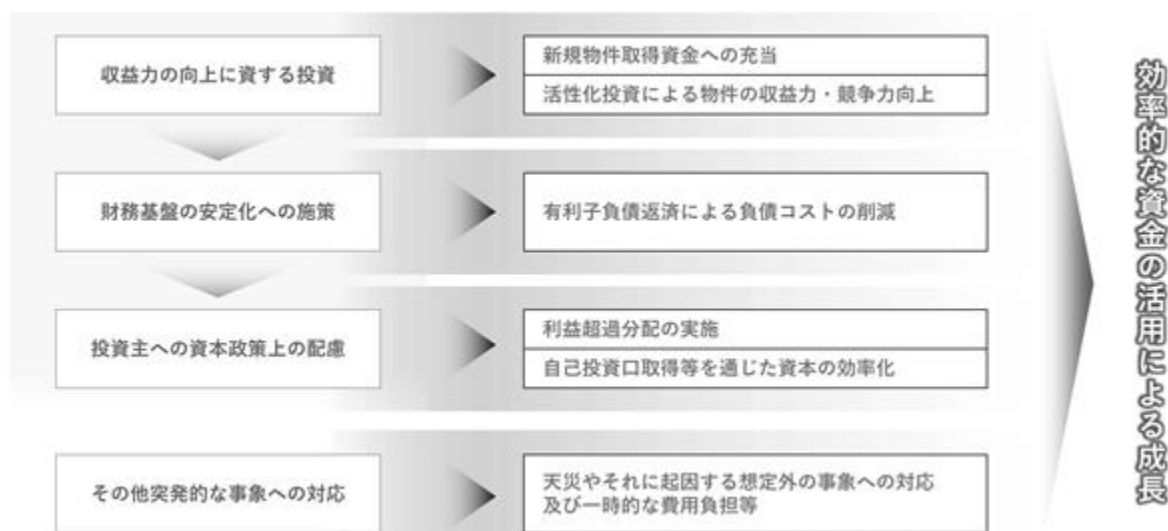 収益力の向上に資する投資
新規物件取得資金への充当
活性化投資による物件の収益力・競争力向上
財務基盤の安定化への施策
有利子負債返済による負債コストの削減
投資主への資本政策上の配慮
利益超過分配の実施
自己投資口取得等を通じた資本の効率化
その他突発的な事象への対応
天災やそれに起因する想定外の事象への対応
及び一時的な費用負担等
効率的な資金の活用による成長